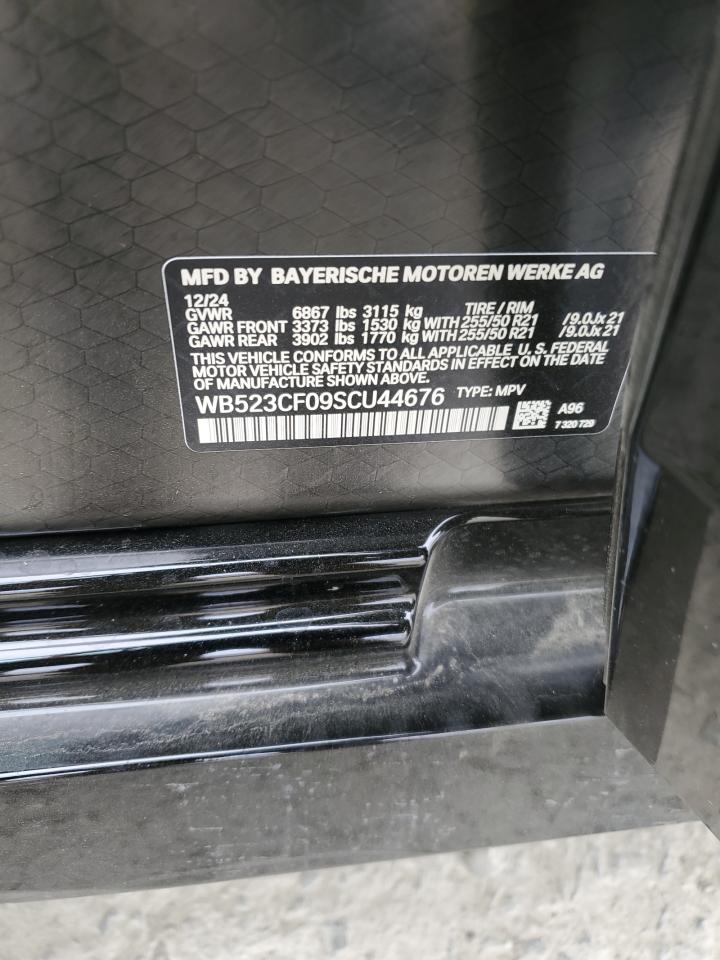 MFD BY BAYERISCHE MOTOREN WERKE AG
12/24 TIRE / RIM
GVWR 6867 lbs 3115 kg
GAWR FRONT 3373 lbs 1530 kg WITH 255/50 R21 /9.0Jx21
GAWR REAR 3902 lbs 1770 kg WITH 255/50 R21 /9.0Jx21
THIS VEHICLE CONFORMS TO ALL APPLICABLE U. S. FEDERAL
MOTOR VEHICLE SAFETY STANDARDS IN EFFECT ON THE DATE
OF MANUFACTURE SHOWN ABOVE.
WB523CF09SCU44676 TYPE: MPV
A96
7 320 729